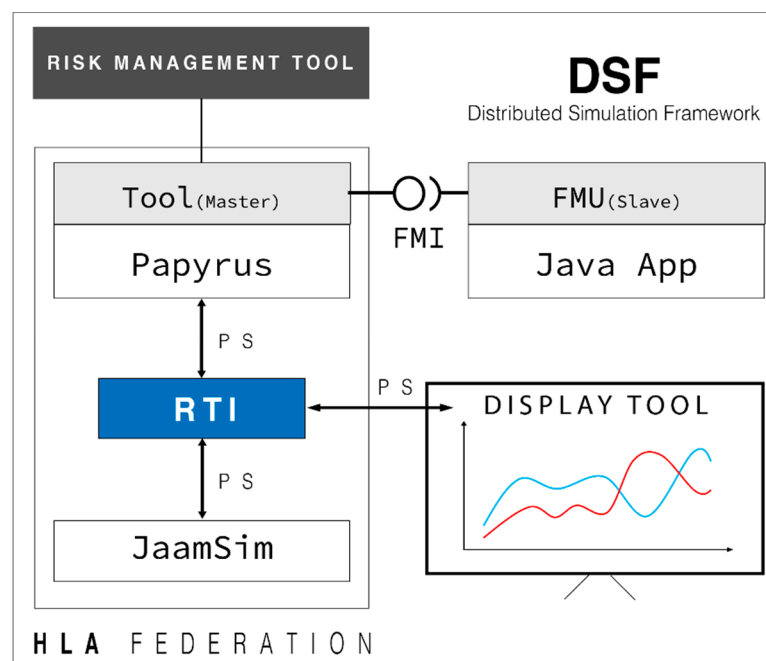 RISK MANAGEMENT TOOL
DSF
Distributed Simulation Framework
Tool(Master)
FMU(Slave)
FMI
Papyrus
Java App
P S
RTI
P S
DISPLAY TOOL
P S
JaamSim
HLA FEDERATION